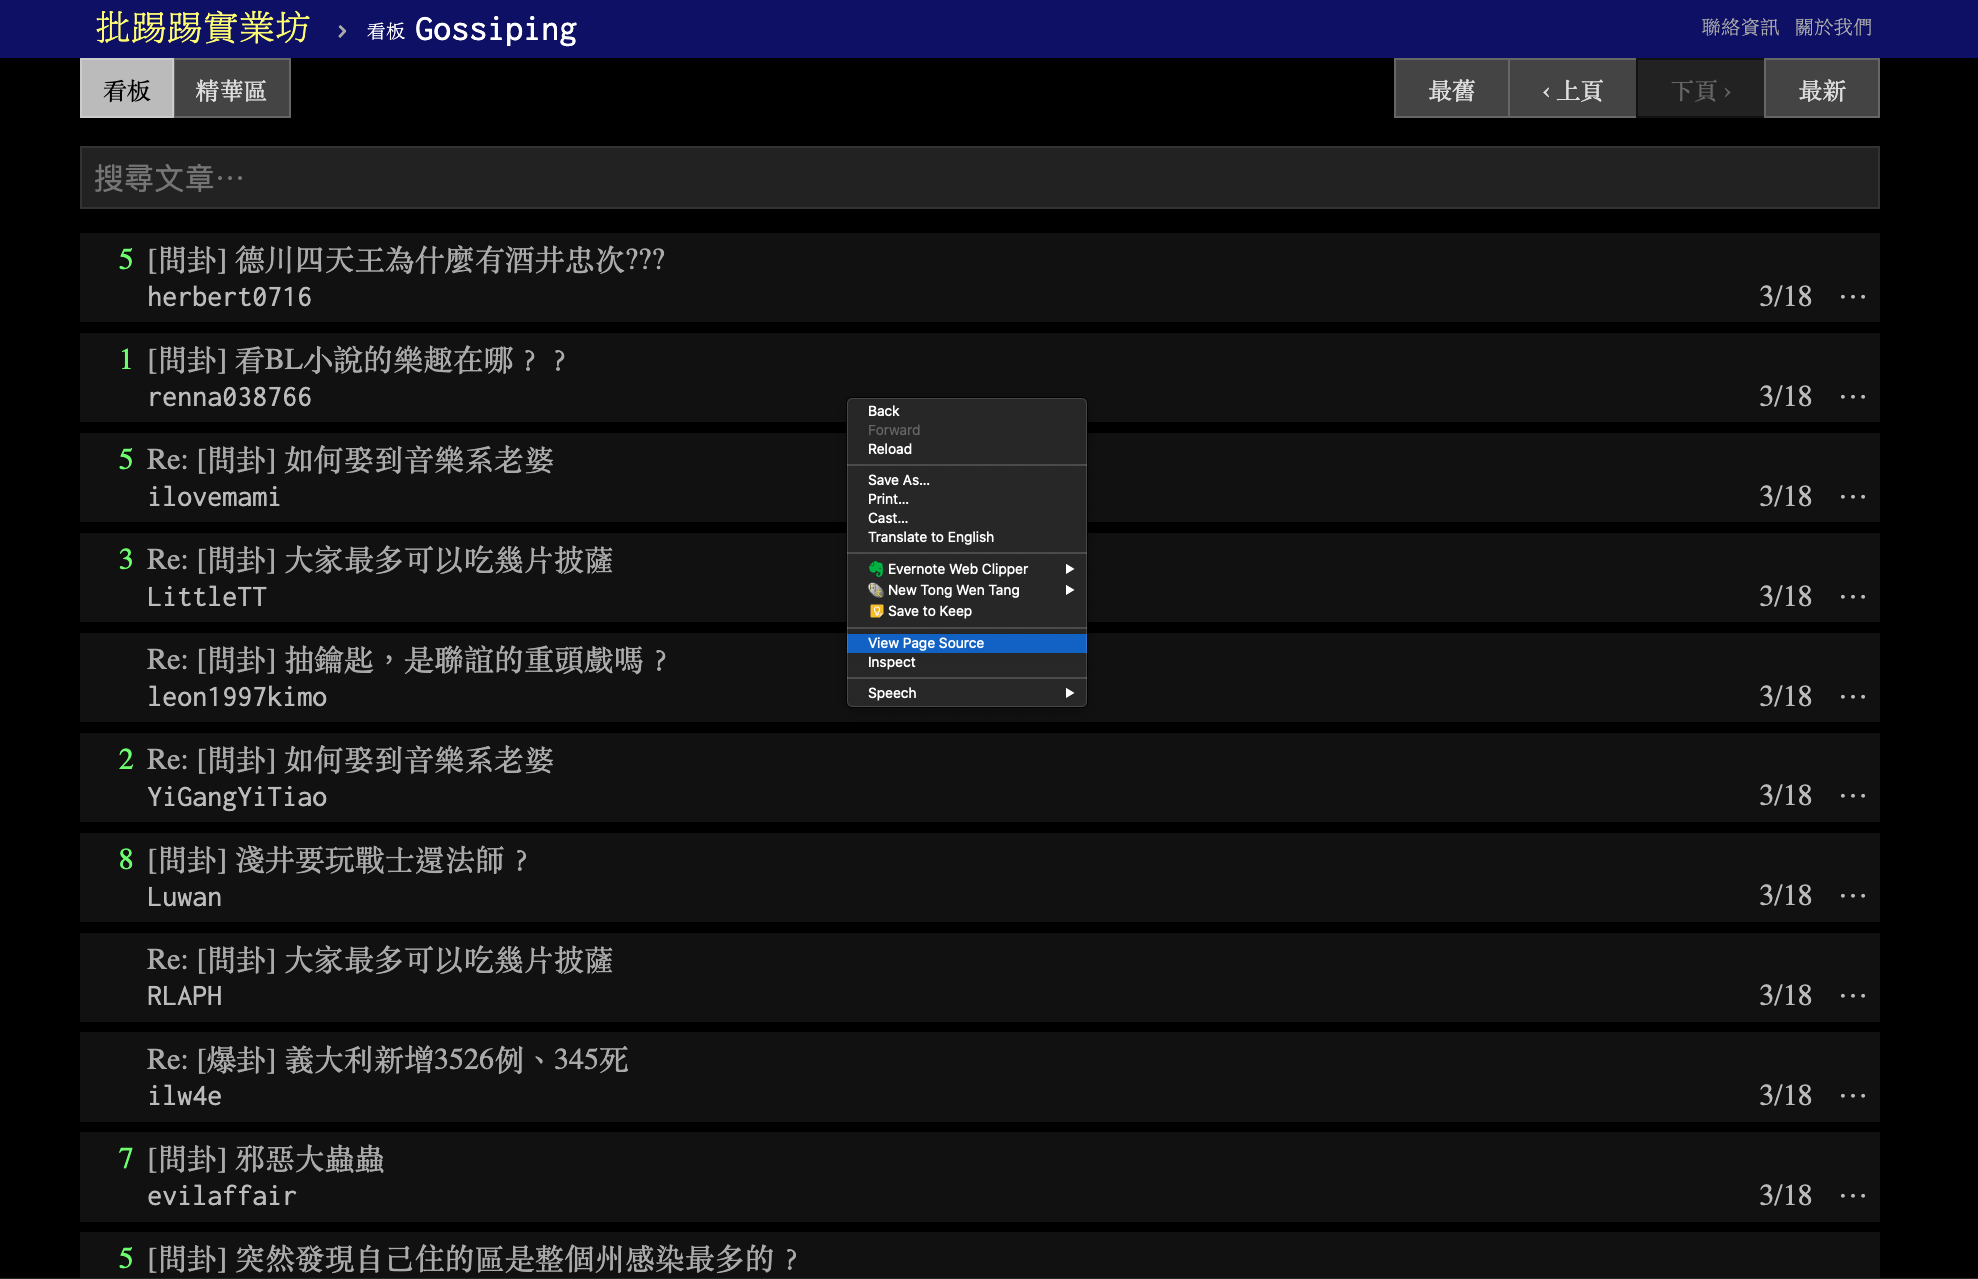 批踢踢實業坊 › 看板 Gossiping
聯絡資訊 關於我們
看板 精華區
最舊 ‹ 上頁 下頁 › 最新
搜尋文章⋯
5 [問卦] 德川四天王為什麼有酒井忠次???
herbert0716
3/18 ⋯
1 [問卦] 看BL小說的樂趣在哪？？
renna038766
3/18 ⋯
5 Re: [問卦] 如何娶到音樂系老婆
ilovemami
3/18 ⋯
3 Re: [問卦] 大家最多可以吃幾片披薩
LittleTT
3/18 ⋯
Re: [問卦] 抽鑰匙，是聯誼的重頭戲嗎？
leon1997kimo
3/18 ⋯
2 Re: [問卦] 如何娶到音樂系老婆
YiGangYiTiao
3/18 ⋯
8 [問卦] 淺井要玩戰士還法師？
Luwan
3/18 ⋯
Re: [問卦] 大家最多可以吃幾片披薩
RLAPH
3/18 ⋯
Re: [爆卦] 義大利新增3526例、345死
ilw4e
3/18 ⋯
7 [問卦] 邪惡大蟲蟲
evilaffair
3/18 ⋯
5 [問卦] 突然發現自己住的區是整個州感染最多的？
Back
Forward
Reload
Save As...
Print...
Cast...
Translate to English
Evernote Web Clipper
New Tong Wen Tang
Save to Keep
View Page Source
Inspect
Speech